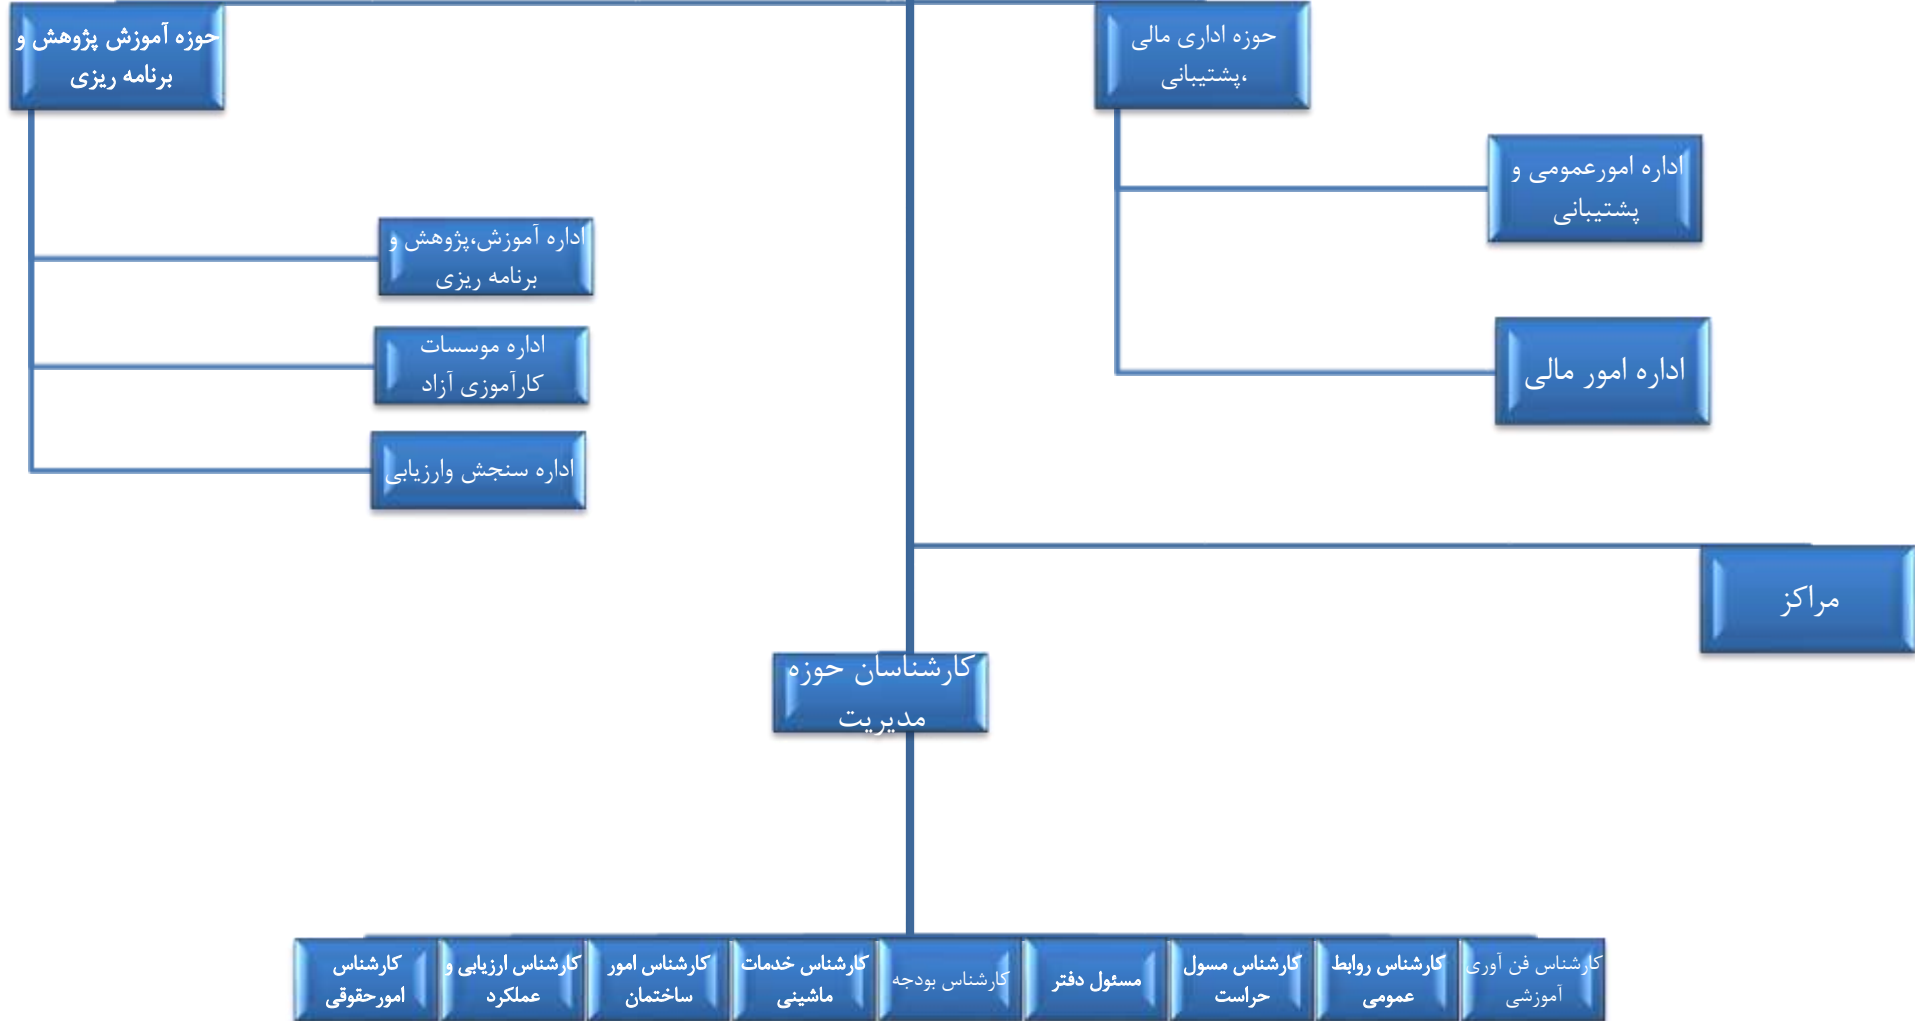 حوزه اداری مالی
،پشتیبانی
حوزه آموزش پژوهش و
برنامه ریزی
اداره امورعمومی و
پشتیبانی
اداره امور مالی
اداره آموزش،پژوهش و
برنامه ریزی
اداره موسسات
کارآموزی آزاد
اداره سنجش وارزیابی
مراکز
کارشناسان حوزه
مدیریت
کارشناس فن آوری
آموزشی
کارشناس روابط
عمومی
کارشناس مسول
حراست
مسئول دفتر
کارشناس بودجه
کارشناس خدمات
ماشینی
کارشناس امور
ساختمان
کارشناس ارزیابی و
عملکرد
کارشناس
امورحقوقی